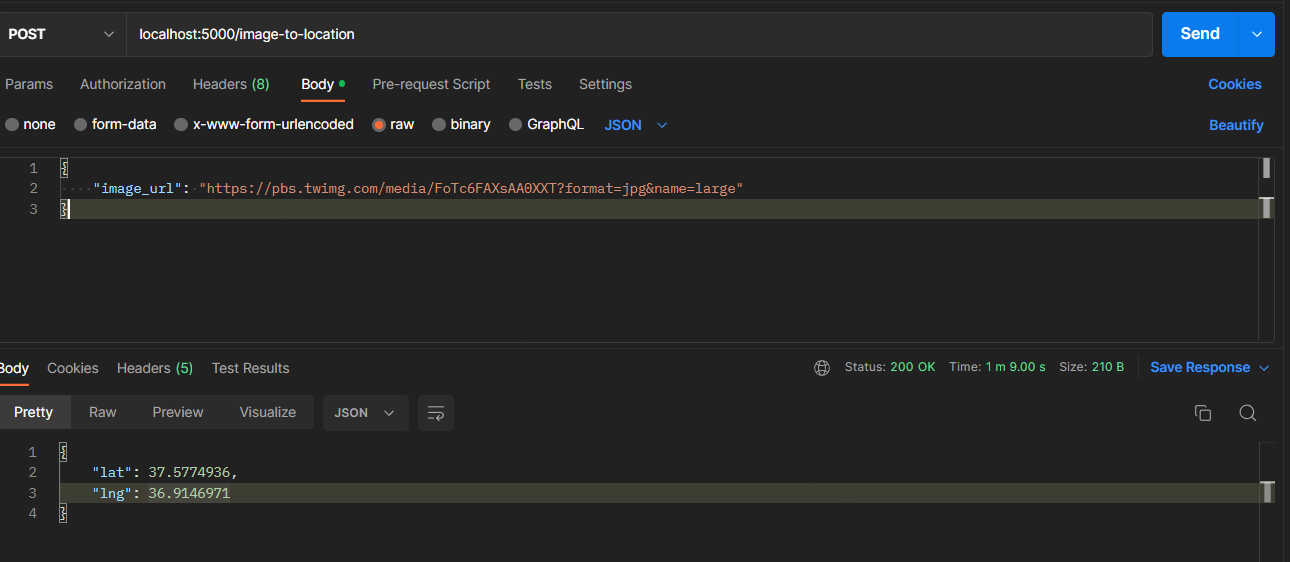 POST localhost:5000/image-to-location Send
Params Authorization Headers (8) Body Pre-request Script Tests Settings Cookies
none form-data x-www-form-urlencoded raw binary GraphQL JSON Beautify
1 {
2 "image_url": "https://pbs.twimg.com/media/FoTc6FAXsAA0XXT?format=jpg&name=large"
3 }
Body Cookies Headers (5) Test Results Status: 200 OK Time: 1 m 9.00 s Size: 210 B Save Response
Pretty Raw Preview Visualize JSON
1 {
2 "lat": 37.5774936,
3 "lng": 36.9146971
4 }